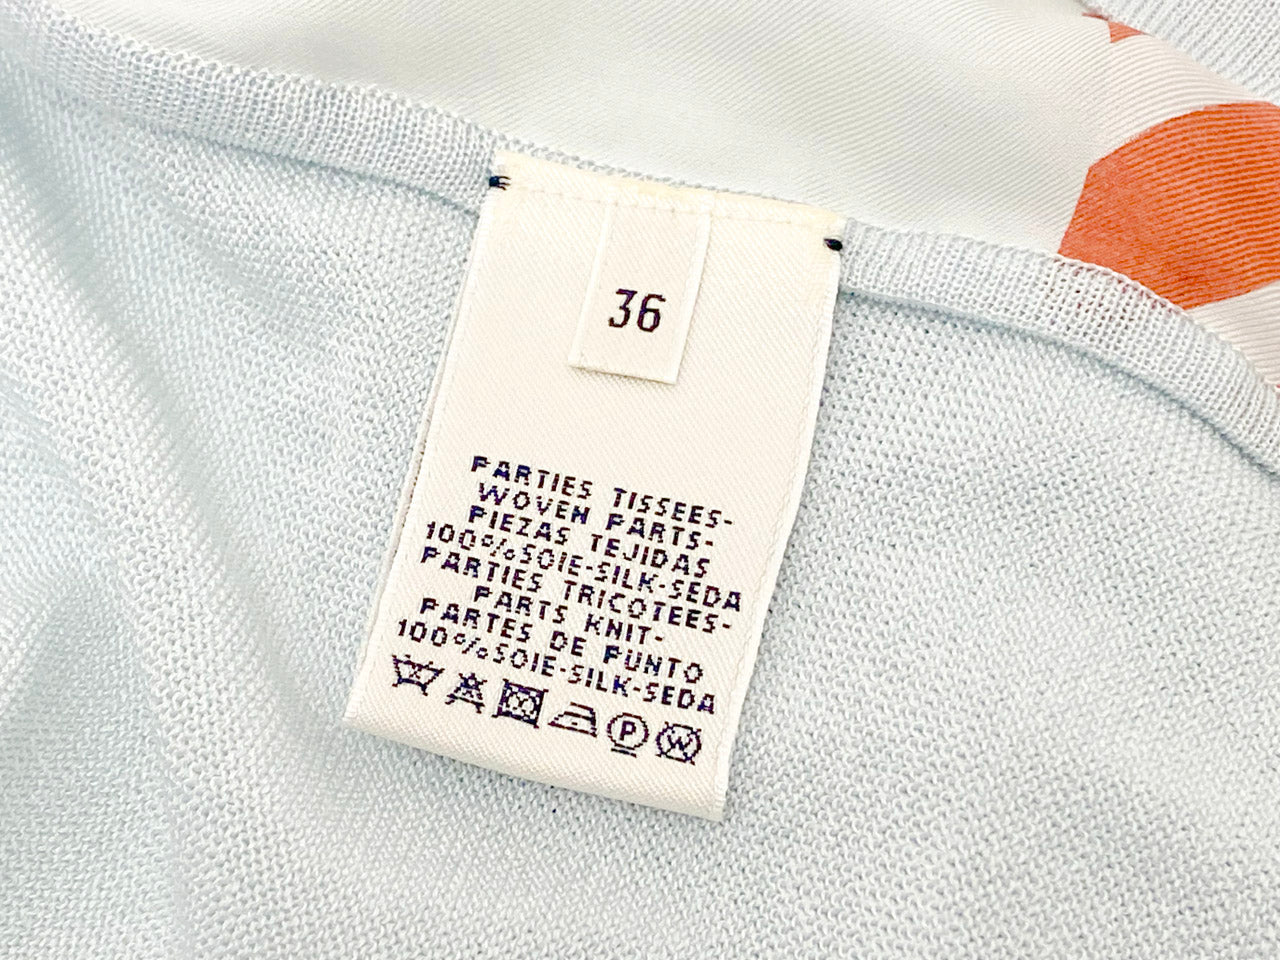 36
PARTIES TISSEES-
WOVEN PARTS-
PIEZAS TEJIDAS
100%SOIE-SILK-SEDA
PARTIES TRICOTEES-
PARTS KNIT-
PARTES DE PUNTO
100%SOIE-SILK-SEDA
P W